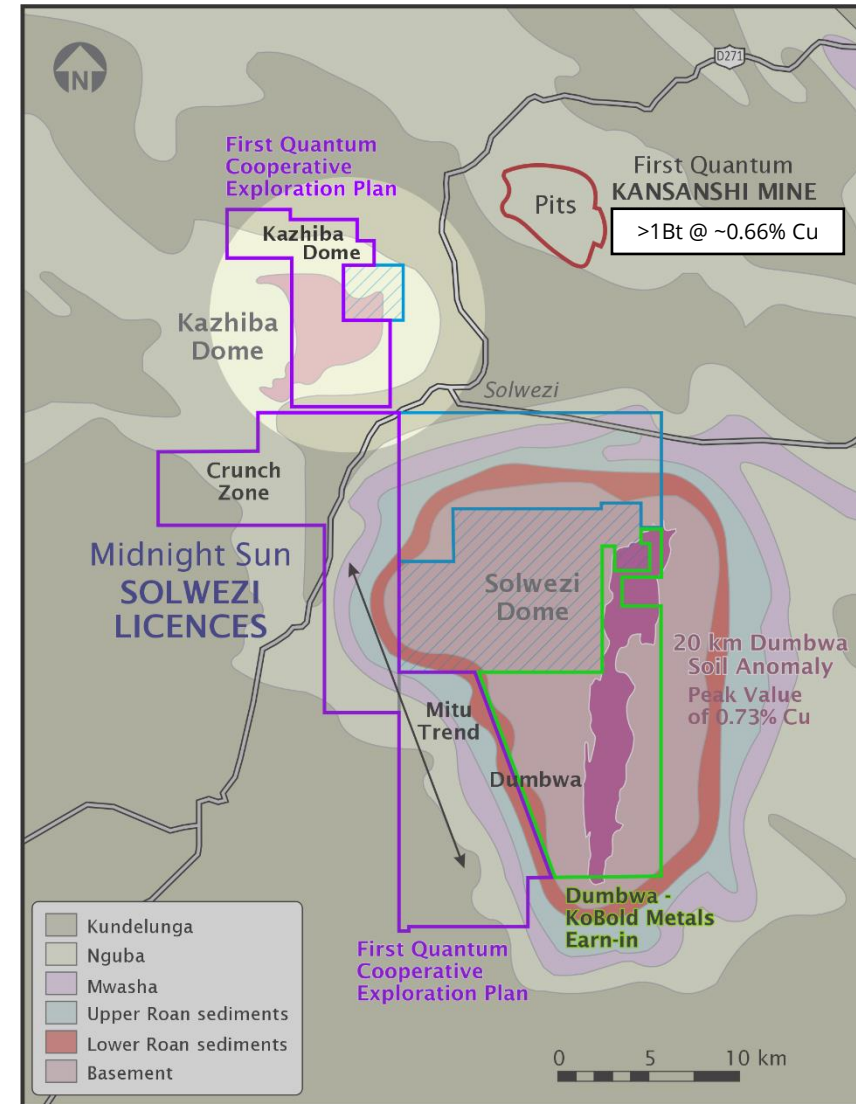 N
D271
First Quantum
Cooperative
Exploration Plan
First Quantum
KANSANSHI MINE
>1Bt @ ~0.66% Cu
Pits
Kazhiba
Dome
Kazhiba
Dome
Solwezi
Crunch
Zone
Midnight Sun
SOLWEZI
LICENCES
Solwezi
Dome
20 km Dumbwa
Soil Anomaly
Peak Value
of 0.73% Cu
Mitu
Trend
Dumbwa
Dumbwa -
KoBold Metals
Earn-in
First Quantum
Cooperative
Exploration Plan
Kundelunga
Nguba
Mwasha
Upper Roan sediments
Lower Roan sediments
Basement
0 5 10 km